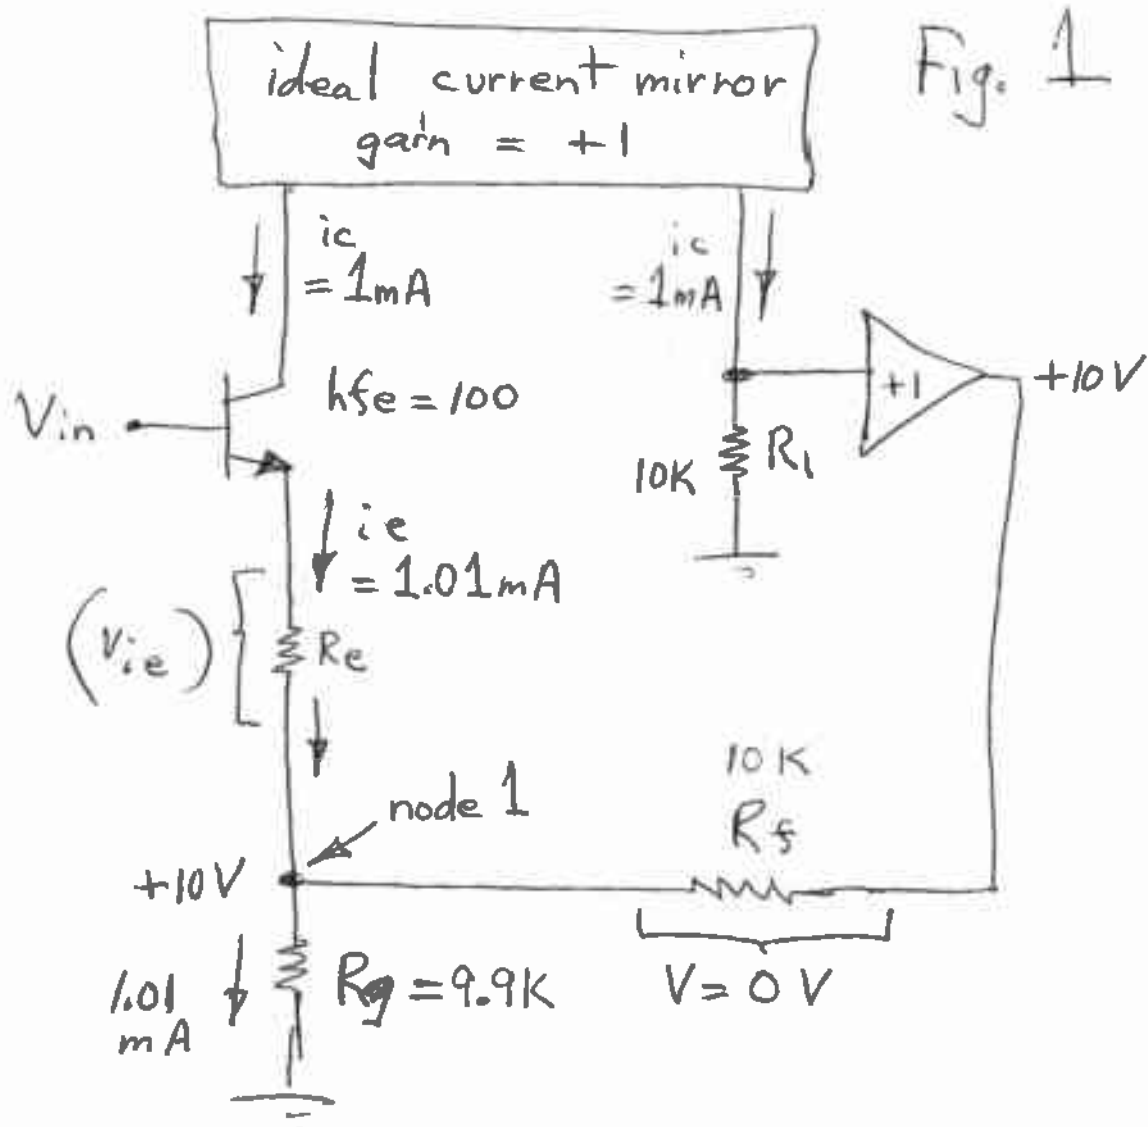 Fig. 1
ideal current mirror
gain = +1
ic
= 1mA
ic
= 1mA
Vin
hfe = 100
+1
+10V
10K
R1
ie
= 1.01mA
(Vie)
Re
node 1
10K
Rf
+10V
V = 0V
1.01
mA
Rg = 9.9K